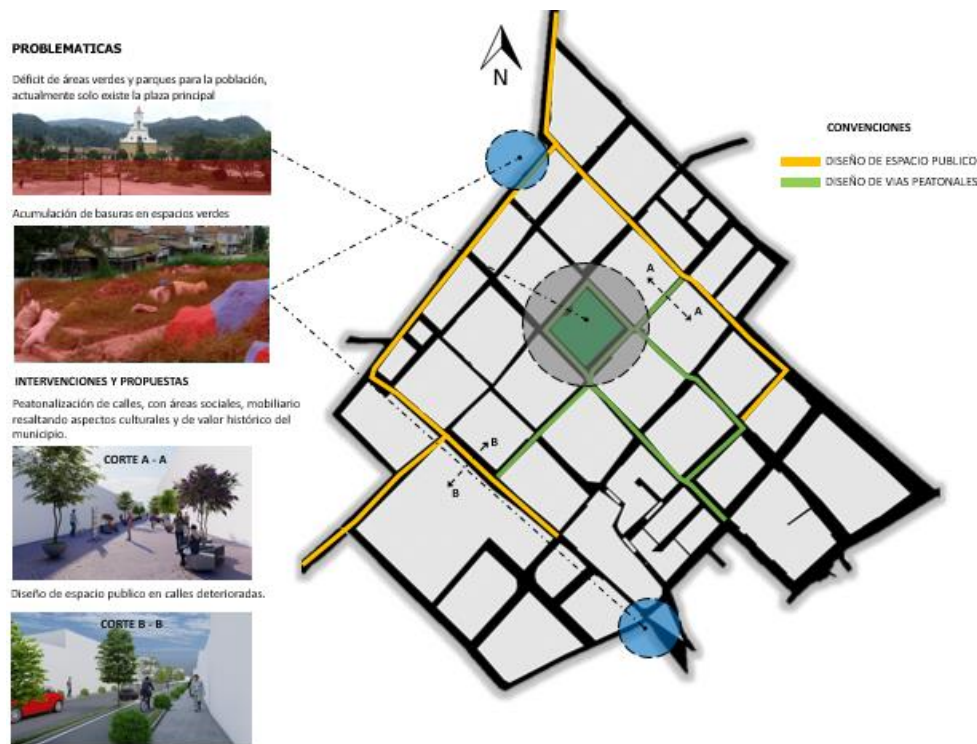 PROBLEMATICAS
Déficit de áreas verdes y parques para la población,
actualmente solo existe la plaza principal
Acumulación de basuras en espacios verdes
INTERVENCIONES Y PROPUESTAS
Peatonalización de calles, con áreas sociales, mobiliario
resaltando aspectos culturales y de valor histórico del
municipio.
CORTE A - A
Diseño de espacio publico en calles deterioradas.
CORTE B - B
N
A
A
B
B
CONVENCIONES
DISEÑO DE ESPACIO PUBLICO
DISEÑO DE VIAS PEATONALES